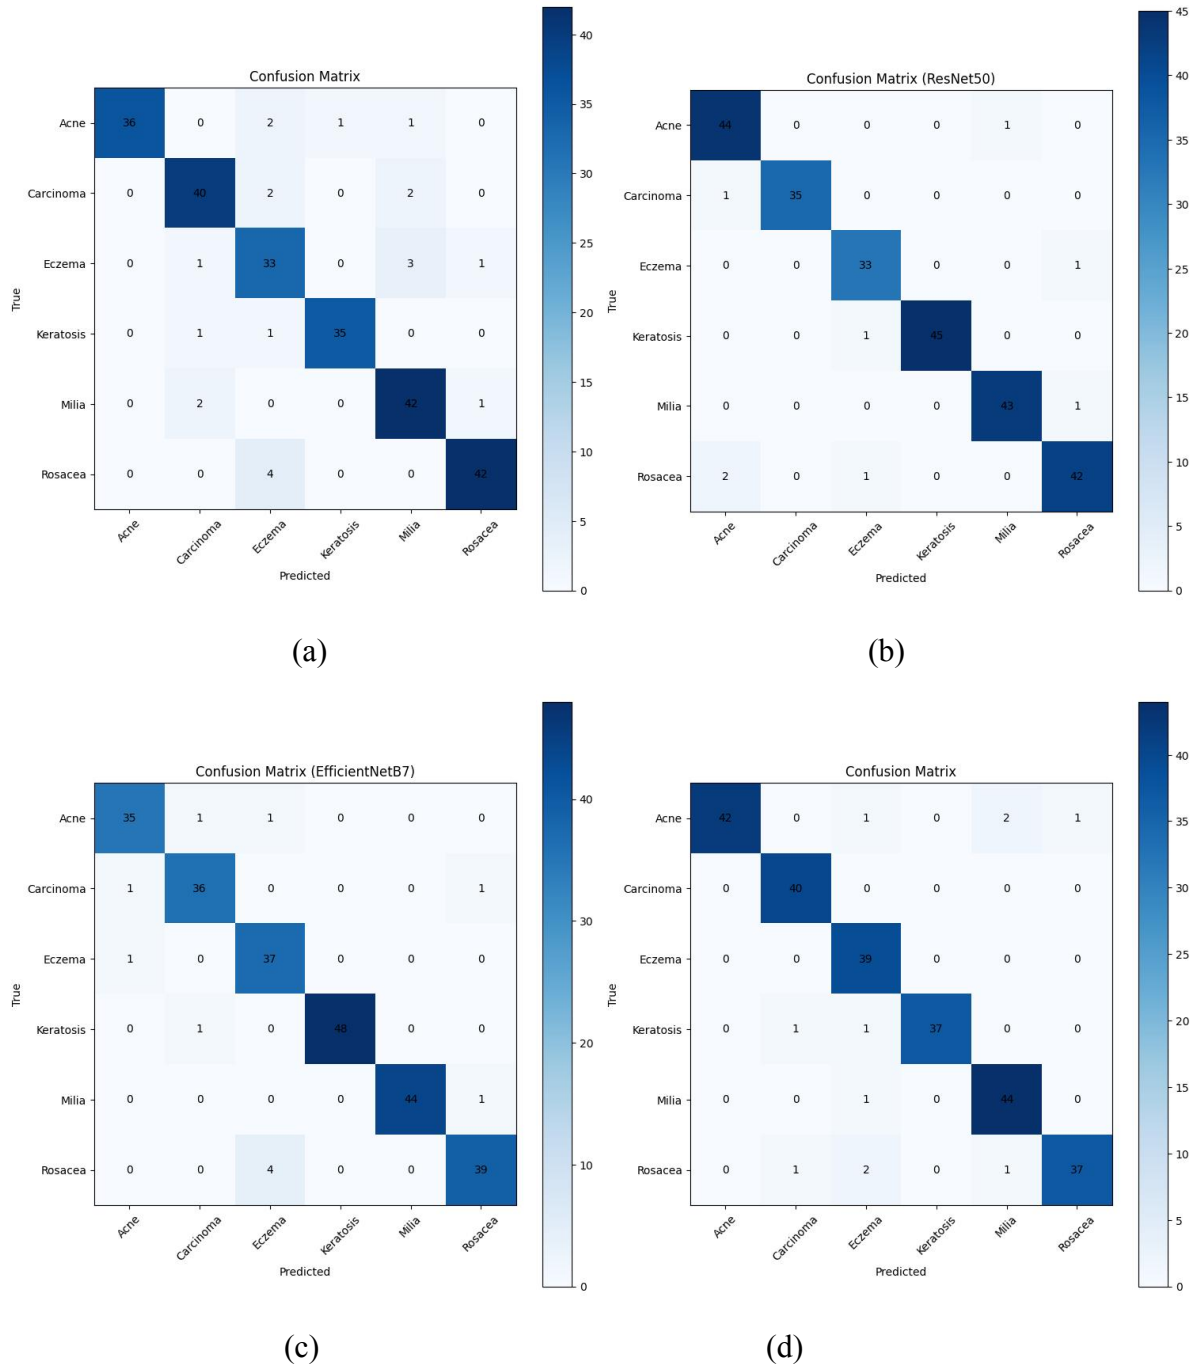 Confusion Matrix
True
Acne 36 0 2 1 1 0
Carcinoma 0 40 2 0 2 0
Eczema 0 1 33 0 3 1
Keratosis 0 1 1 35 0 0
Milia 0 2 0 0 42 1
Rosacea 0 0 4 0 0 42
Acne Carcinoma Eczema Keratosis Milia Rosacea
Predicted
40
35
30
25
20
15
10
5
0
(a)
Confusion Matrix (ResNet50)
True
Acne 44 0 0 0 1 0
Carcinoma 1 35 0 0 0 0
Eczema 0 0 33 0 0 1
Keratosis 0 0 1 45 0 0
Milia 0 0 0 0 43 1
Rosacea 2 0 1 0 0 42
Acne Carcinoma Eczema Keratosis Milia Rosacea
Predicted
45
40
35
30
25
20
15
10
5
0
(b)
Confusion Matrix (EfficientNetB7)
True
Acne 35 1 1 0 0 0
Carcinoma 1 36 0 0 0 1
Eczema 1 0 37 0 0 0
Keratosis 0 1 0 48 0 0
Milia 0 0 0 0 44 1
Rosacea 0 0 4 0 0 39
Acne Carcinoma Eczema Keratosis Milia Rosacea
Predicted
40
30
20
10
0
(c)
Confusion Matrix
True
Acne 42 0 1 0 2 1
Carcinoma 0 40 0 0 0 0
Eczema 0 0 39 0 0 0
Keratosis 0 1 1 37 0 0
Milia 0 0 1 0 44 0
Rosacea 0 1 2 0 1 37
Acne Carcinoma Eczema Keratosis Milia Rosacea
Predicted
40
35
30
25
20
15
10
5
0
(d)